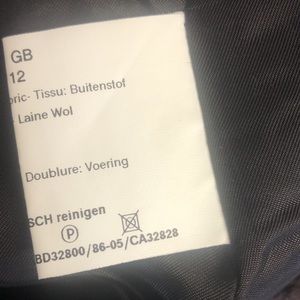 GB
12
bric- Tissu: Buitenstof
Laine Wol
Doublure: Voering
SCH reinigen
P
BD32800/86-05/CA32828